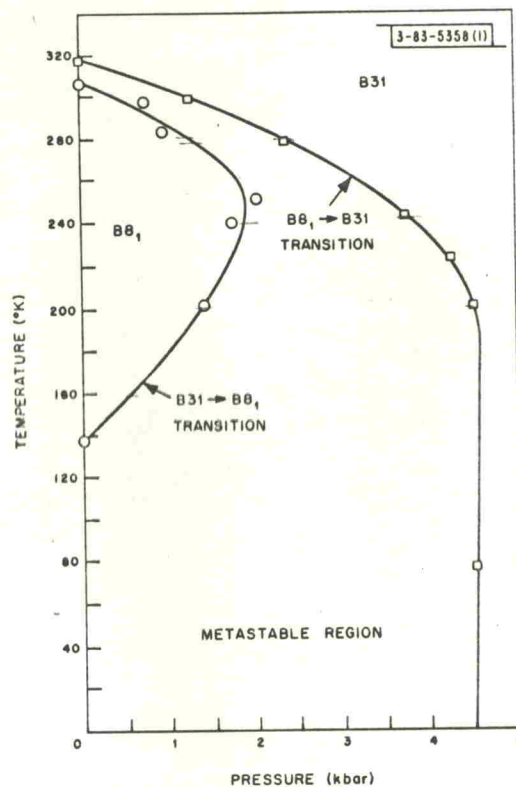 3-83-5358(1)
B31
B8₁
B8₁→B31
TRANSITION
B31→B8₁
TRANSITION
METASTABLE REGION
TEMPERATURE (°K)
320
280
240
200
160
120
80
40
0
0
1
2
3
4
PRESSURE (kbar)